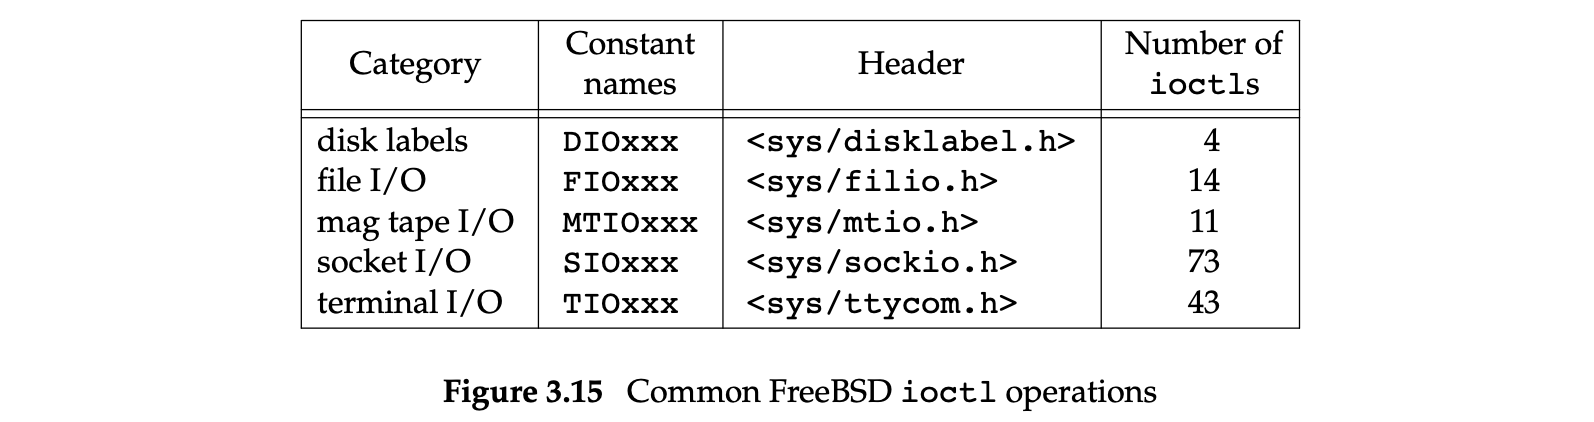 Category Constant names Header Number of ioctls
disk labels DIOxxx <sys/disklabel.h> 4
file I/O FIOxxx <sys/filio.h> 14
mag tape I/O MTIOxxx <sys/mtio.h> 11
socket I/O SIOxxx <sys/sockio.h> 73
terminal I/O TIOxxx <sys/ttycom.h> 43
Figure 3.15 Common FreeBSD ioctl operations